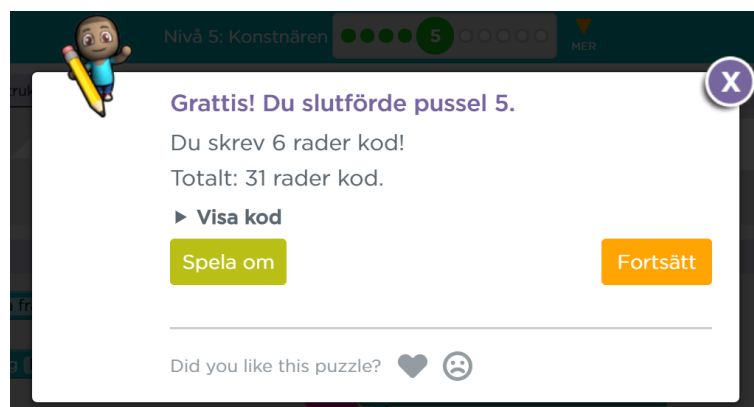 Nivå 5: Konstnären 5
MER
X
Grattis! Du slutförde pussel 5.
Du skrev 6 rader kod!
Totalt: 31 rader kod.
Visa kod
Spela om
Fortsätt
Did you like this puzzle?